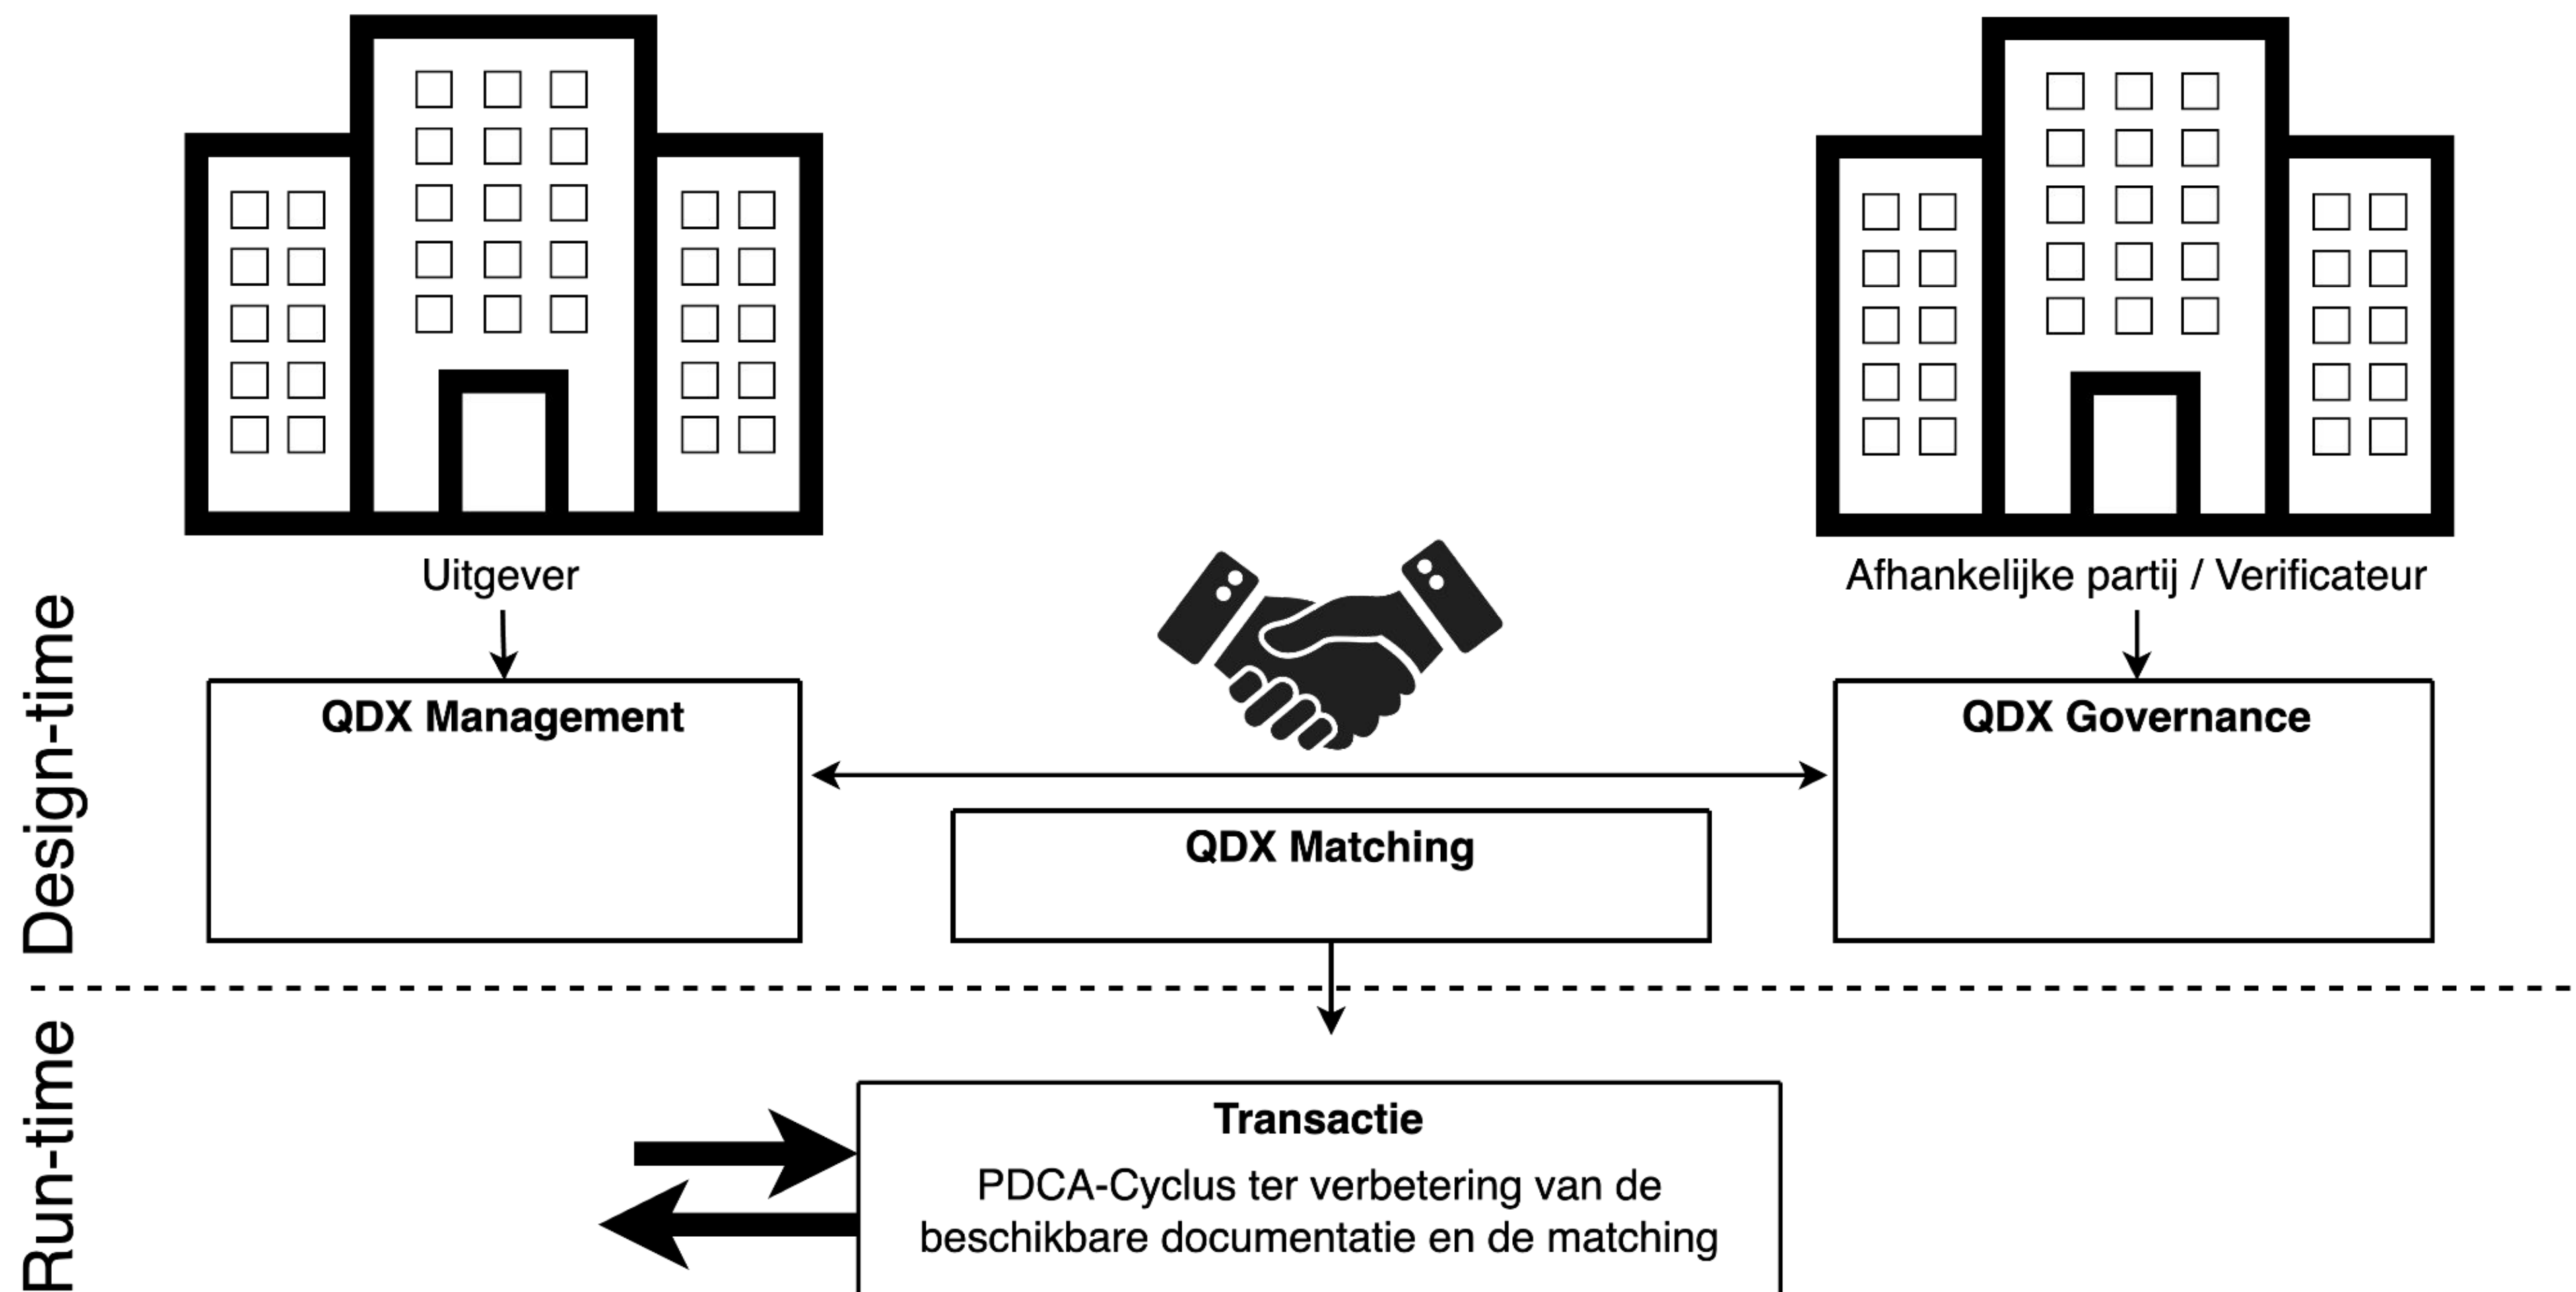 Uitgever
Afhankelijke partij / Verificateur
Design-time
QDX Management
QDX Governance
QDX Matching
Run-time
Transactie
PDCA-Cyclus ter verbetering van de
beschikbare documentatie en de matching